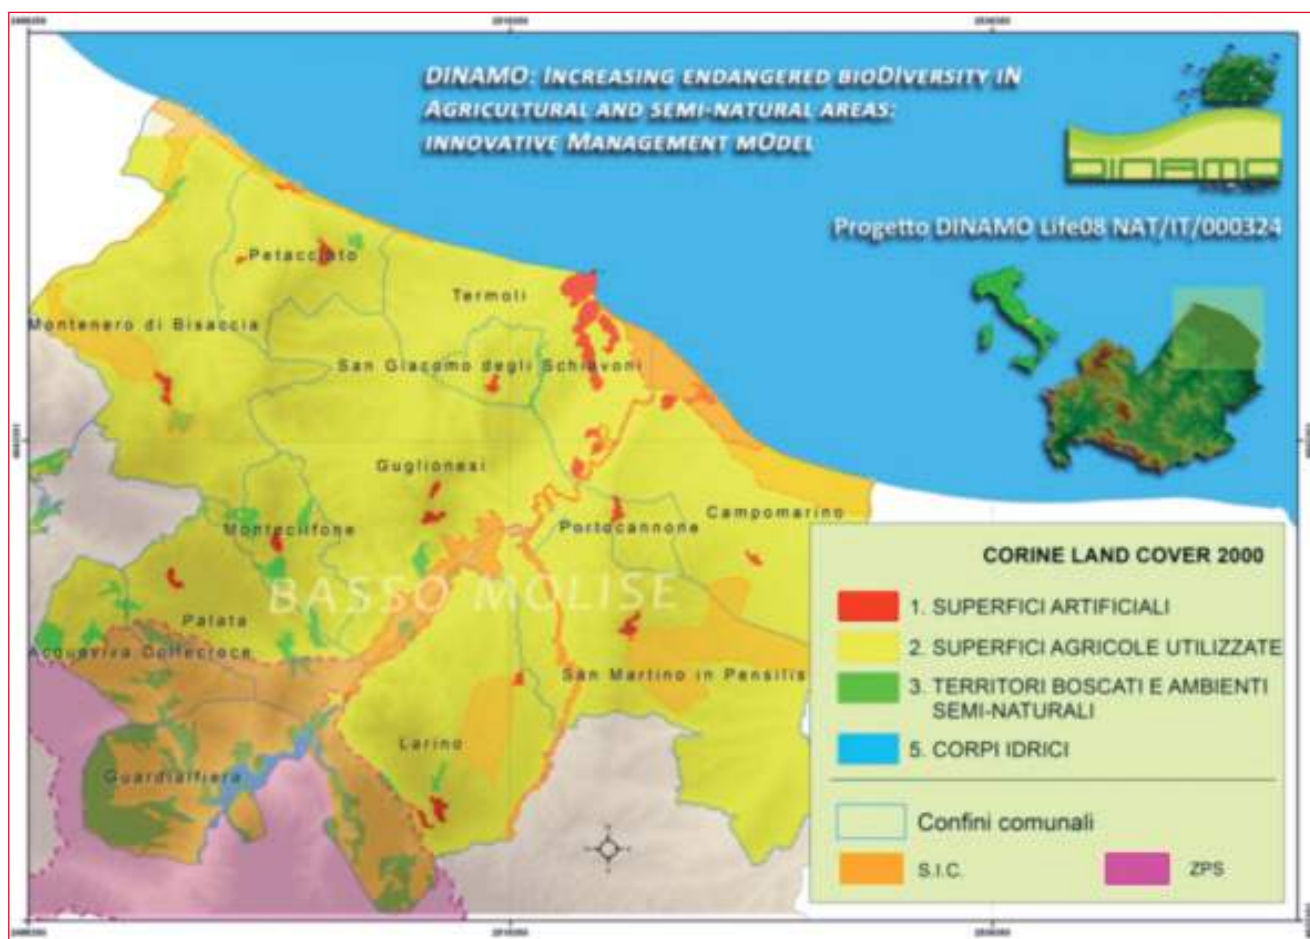 DINAMO: INCREASING ENDANGERED BIODIVERSITY IN
AGRICULTURAL AND SEMI-NATURAL AREAS:
INNOVATIVE MANAGEMENT MODEL
DINAMO
Progetto DINAMO Life08 NAT/IT/000324
Petacciato
Termoli
Montenero di Bisaccia
San Giacomo degli Schiavoni
Guglionesi
Montecilfone
Portocannone
Campomarino
BASSO MOLISE
Palata
Acquaviva Collecroce
San Martino in Pensilis
Larino
Guardialfiera
CORINE LAND COVER 2000
1. SUPERFICI ARTIFICIALI
2. SUPERFICI AGRICOLE UTILIZZATE
3. TERRITORI BOSCATI E AMBIENTI
SEMI-NATURALI
5. CORPI IDRICI
Confini comunali
S.I.C.
ZPS